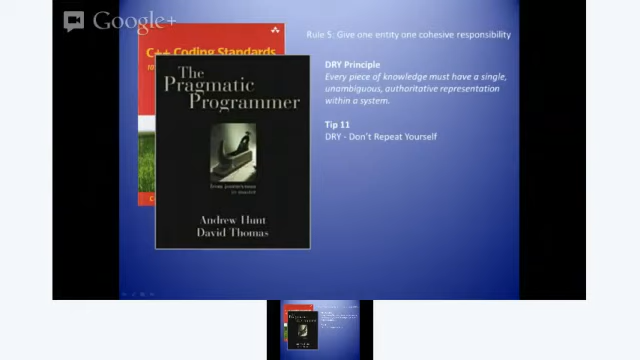 Google+
Rule 5: Give one entity one cohesive responsibility
C++ Coding Standards
DRY Principle
Every piece of knowledge must have a single,
unambiguous, authoritative representation
within a system.
Tip 11
DRY - Don't Repeat Yourself
The
Pragmatic
Programmer
from journeyman
to master
Andrew Hunt
David Thomas